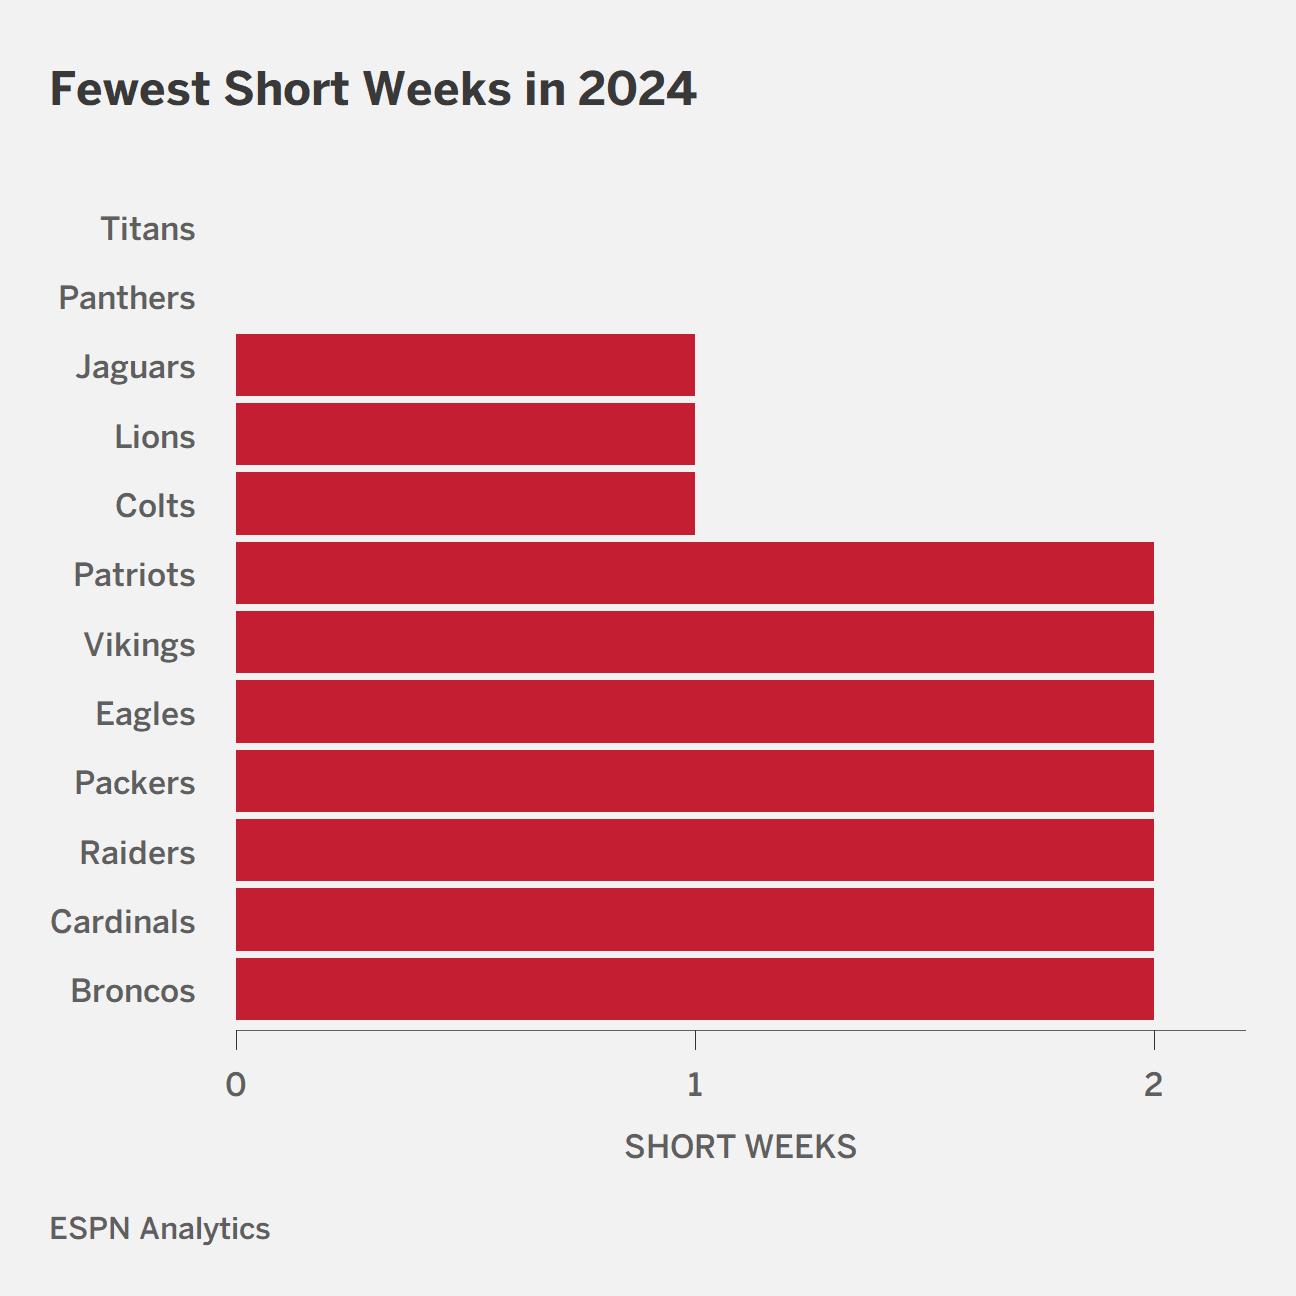 Fewest Short Weeks in 2024
Titans
Panthers
Jaguars
Lions
Colts
Patriots
Vikings
Eagles
Packers
Raiders
Cardinals
Broncos
0 1 2
SHORT WEEKS
ESPN Analytics